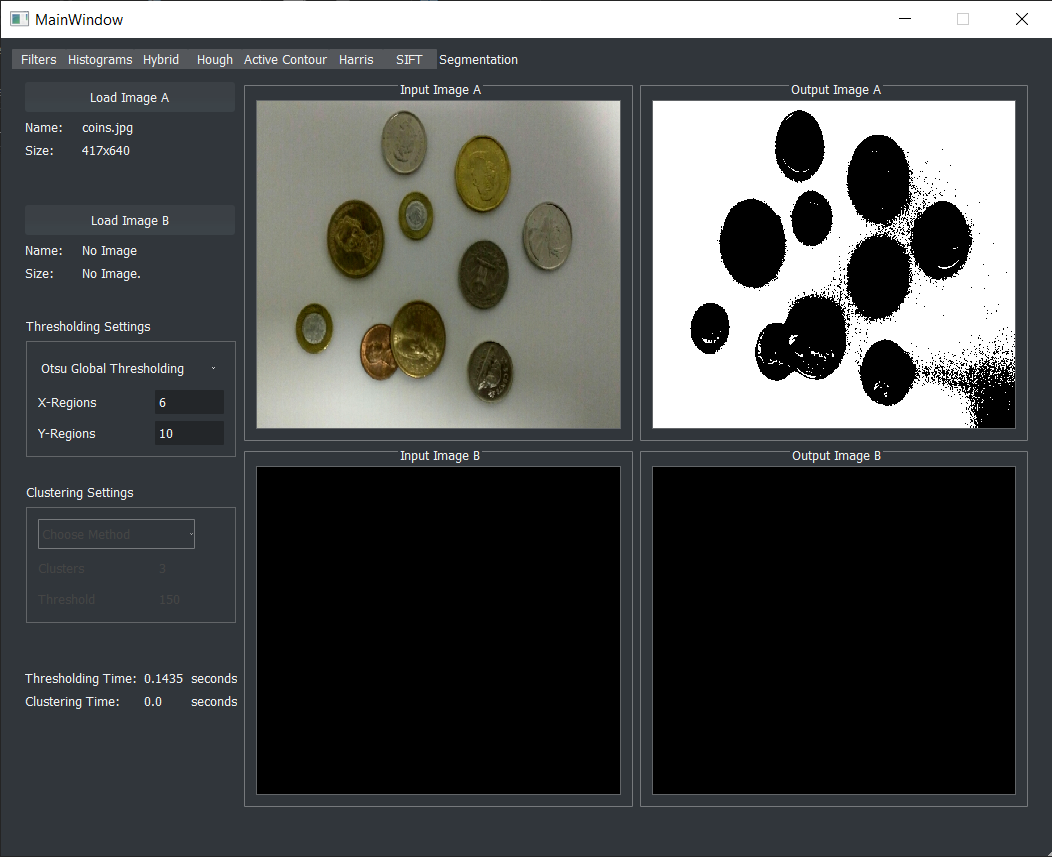 MainWindow
Filters Histograms Hybrid Hough Active Contour Harris SIFT Segmentation
Load Image A
Name: coins.jpg
Size: 417x640
Load Image B
Name: No Image
Size: No Image.
Thresholding Settings
Otsu Global Thresholding
X-Regions 6
Y-Regions 10
Clustering Settings
Choose Method
Clusters 3
Threshold 150
Thresholding Time: 0.1435 seconds
Clustering Time: 0.0 seconds
Input Image A
Output Image A
Input Image B
Output Image B